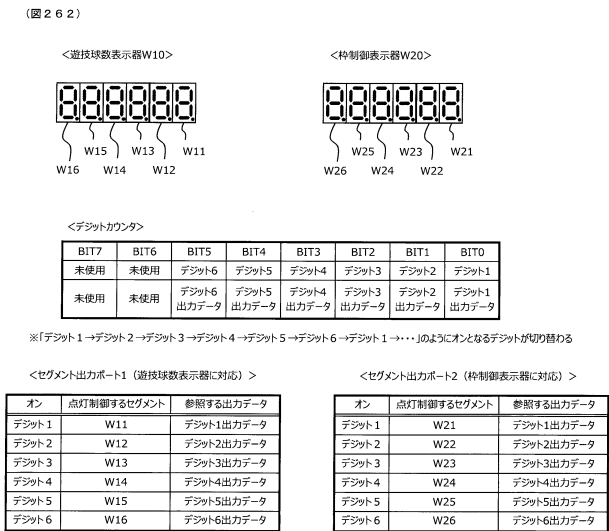 (図２６２)
＜遊技球数表示器W10＞
＜枠制御表示器W20＞
W15 W13 W11
W16 W14 W12
W25 W23 W21
W26 W24 W22
＜デジットカウンタ＞
BIT7 BIT6 BIT5 BIT4 BIT3 BIT2 BIT1 BIT0
未使用 未使用 デジット6 デジット5 デジット4 デジット3 デジット2 デジット1
未使用 未使用 デジット6 デジット5 デジット4 デジット3 デジット2 デジット1
出力データ 出力データ 出力データ 出力データ 出力データ 出力データ
※「デジット１→デジット２→デジット３→デジット４→デジット５→デジット６→デジット１→・・・」のようにオンとなるデジットが切り替わる
＜セグメント出力ポート1（遊技球数表示器に対応）＞
オン 点灯制御するセグメント 参照する出力データ
デジット１ W11 デジット1出力データ
デジット２ W12 デジット2出力データ
デジット３ W13 デジット3出力データ
デジット４ W14 デジット4出力データ
デジット５ W15 デジット5出力データ
デジット６ W16 デジット6出力データ
＜セグメント出力ポート2（枠制御表示器に対応）＞
オン 点灯制御するセグメント 参照する出力データ
デジット１ W21 デジット1出力データ
デジット２ W22 デジット2出力データ
デジット３ W23 デジット3出力データ
デジット４ W24 デジット4出力データ
デジット５ W25 デジット5出力データ
デジット６ W26 デジット6出力データ